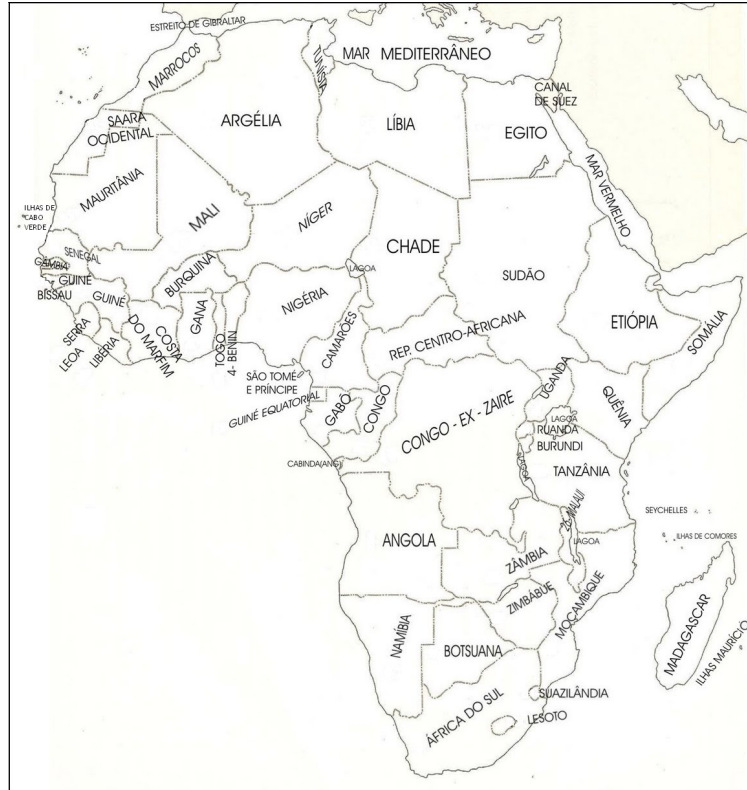 ESTREITO DE GIBRALTAR
MAR MEDITERRÂNEO
MARROCOS
TUNÍSIA
CANAL
DE SUEZ
SAARA
OCIDENTAL
ARGÉLIA
LÍBIA
EGITO
MAR VERMELHO
MAURITÂNIA
ILHAS DE
CABO
VERDE
MALI
NÍGER
CHADE
SUDÃO
SENEGAL
GÂMBIA
GUINÉ
BISSAU
GUINÉ
BURQUINA
LAGOA
NIGÉRIA
ETIÓPIA
SOMÁLIA
SERRA
LEOA
LIBÉRIA
COSTA
DO MARFIM
GANA
TOGO
4- BENIN
CAMARÕES
REP. CENTRO-AFRICANA
SÃO TOMÉ
E PRÍNCIPE
GUINÉ EQUATORIAL
GABÃO
CONGO
CONGO - EX - ZAIRE
UGANDA
QUÊNIA
LAGOA
RUANDA
BURUNDI
LAGOA
TANZÂNIA
CABINDA(ANG)
SEYCHELLES
26-MALAUI
ANGOLA
LAGOA
ILHAS DE COMORES
ZÂMBIA
MOÇAMBIQUE
ZIMBÁBUE
MADAGASCAR
ILHAS MAURÍCIO
NAMÍBIA
BOTSUANA
SUAZILÂNDIA
ÁFRICA DO SUL
LESOTO